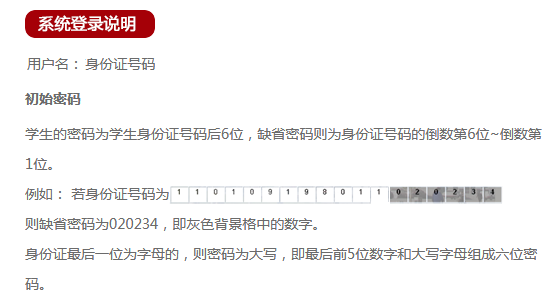 系统登录说明
用户名： 身份证号码
初始密码
学生的密码为学生身份证号码后6位，缺省密码则为身份证号码的倒数第6位~倒数第
1位。
例如： 若身份证号码为 1 1 0 1 0 9 1 9 8 0 1 1 0 2 0 2 3 4
则缺省密码为020234，即灰色背景格中的数字。
身份证最后一位为字母的，则密码为大写，即最后前5位数字和大写字母组成六位密
码。